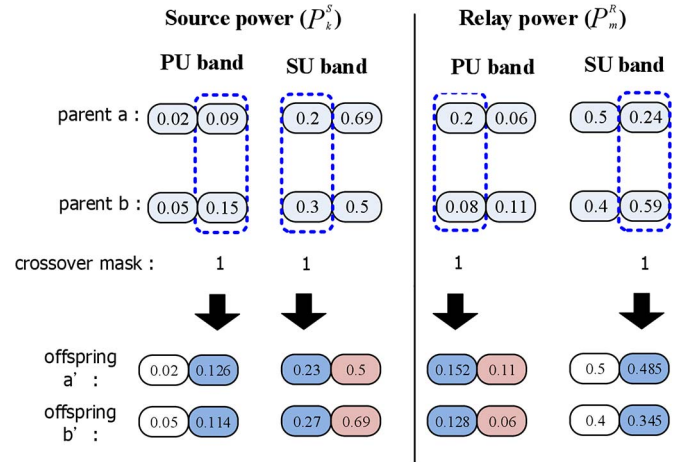 Source power (P_k^S) Relay power (P_m^R)
PU band SU band PU band SU band
parent a : 0.02 0.09 0.2 0.69 0.2 0.06 0.5 0.24
parent b : 0.05 0.15 0.3 0.5 0.08 0.11 0.4 0.59
crossover mask : 1 1 1 1
offspring
a' : 0.02 0.126 0.23 0.5 0.152 0.11 0.5 0.485
offspring
b' : 0.05 0.114 0.27 0.69 0.128 0.06 0.4 0.345